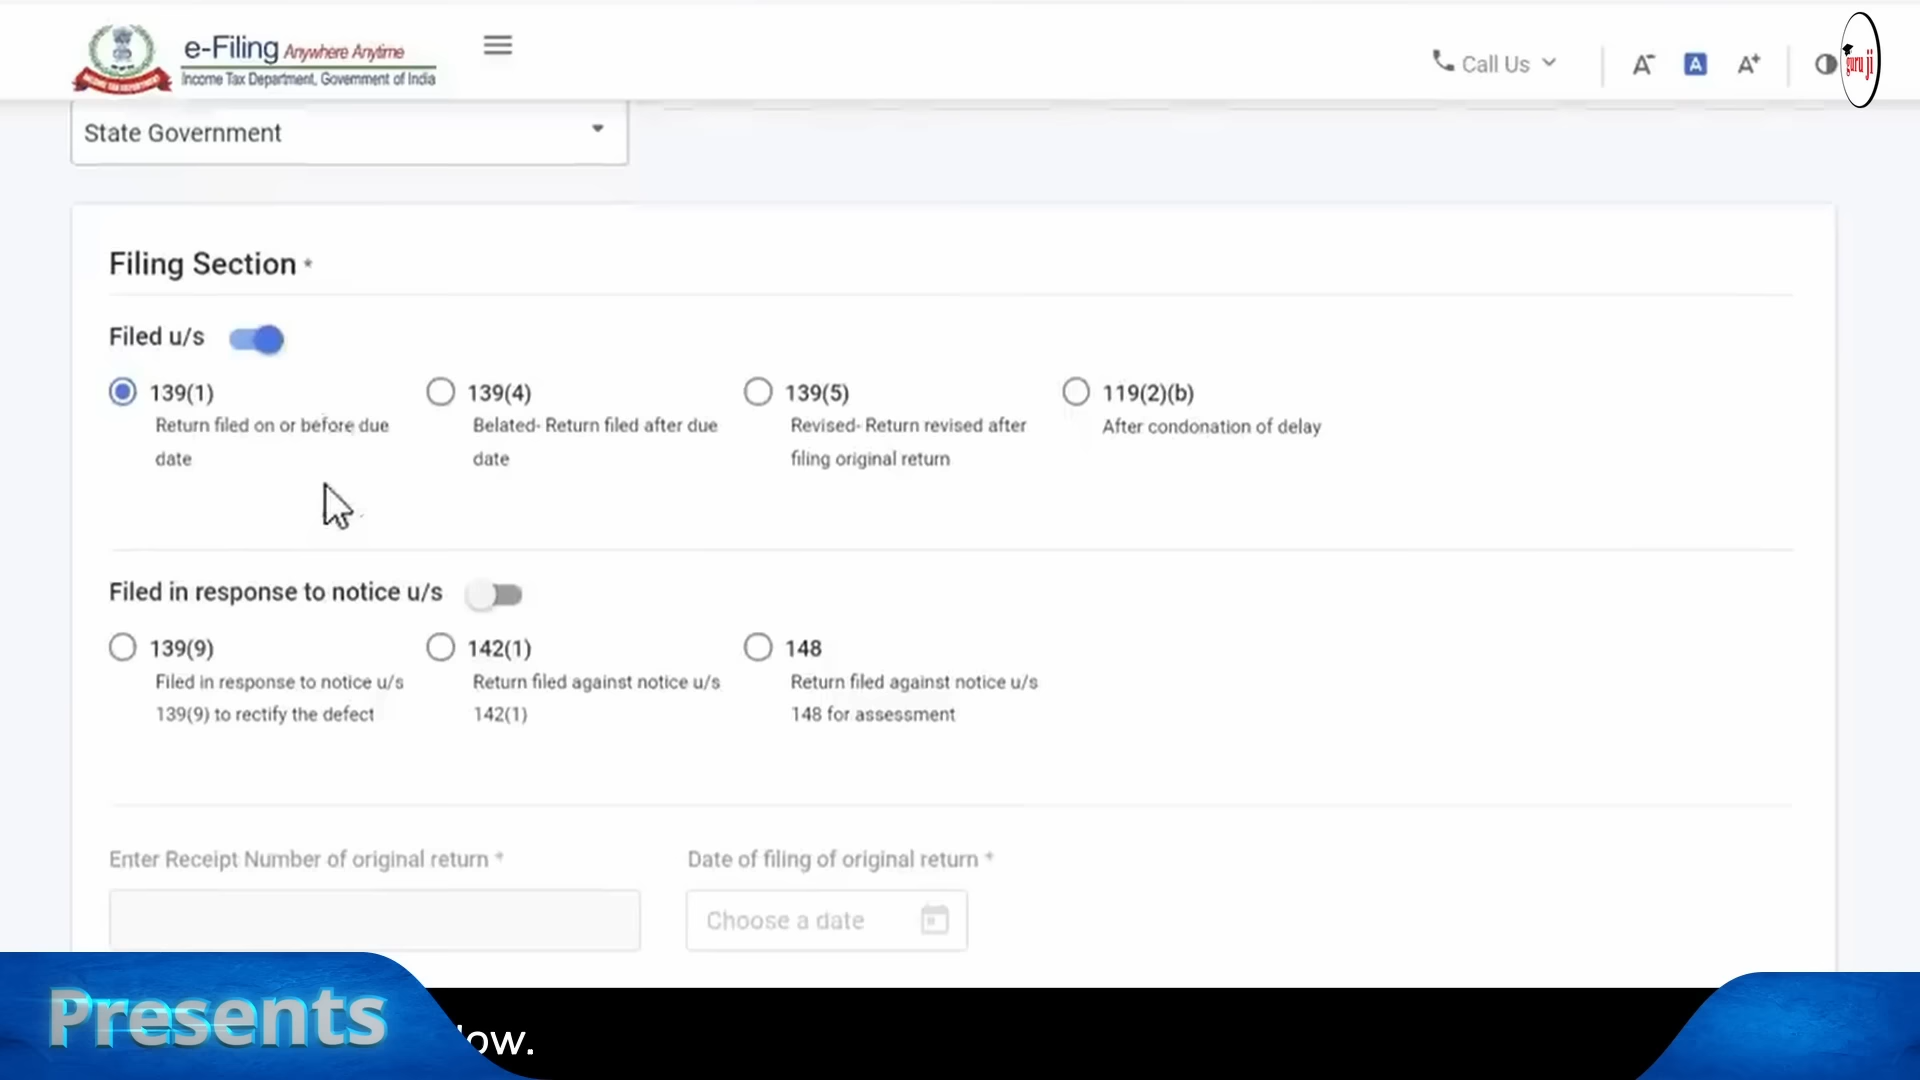 e-Filing Anywhere Anytime
Income Tax Department, Government of India
Call Us
A- A A+
guru ji
State Government
Filing Section *
Filed u/s
139(1) 139(4) 139(5) 119(2)(b)
Return filed on or before due date
Belated- Return filed after due date
Revised- Return revised after filing original return
After condonation of delay
Filed in response to notice u/s
139(9) 142(1) 148
Filed in response to notice u/s 139(9) to rectify the defect
Return filed against notice u/s 142(1)
Return filed against notice u/s 148 for assessment
Enter Receipt Number of original return * Date of filing of original return *
Choose a date
Presents
ow.